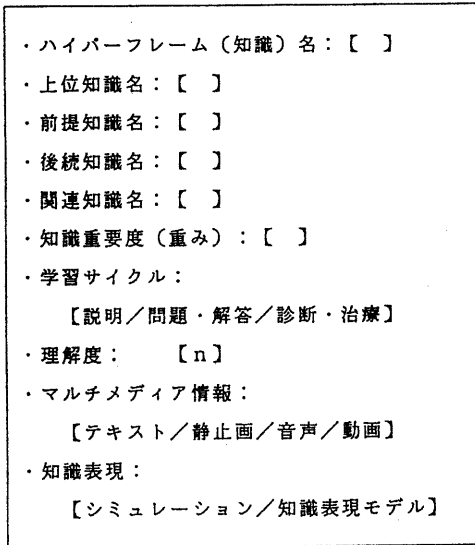 ・ハイパーフレーム（知識）名：【　】
・上位知識名：【　】
・前提知識名：【　】
・後続知識名：【　】
・関連知識名：【　】
・知識重要度（重み）：【　】
・学習サイクル：
【説明／問題・解答／診断・治療】
・理解度：　　【ｎ】
・マルチメディア情報：
【テキスト／静止画／音声／動画】
・知識表現：
【シミュレーション／知識表現モデル】